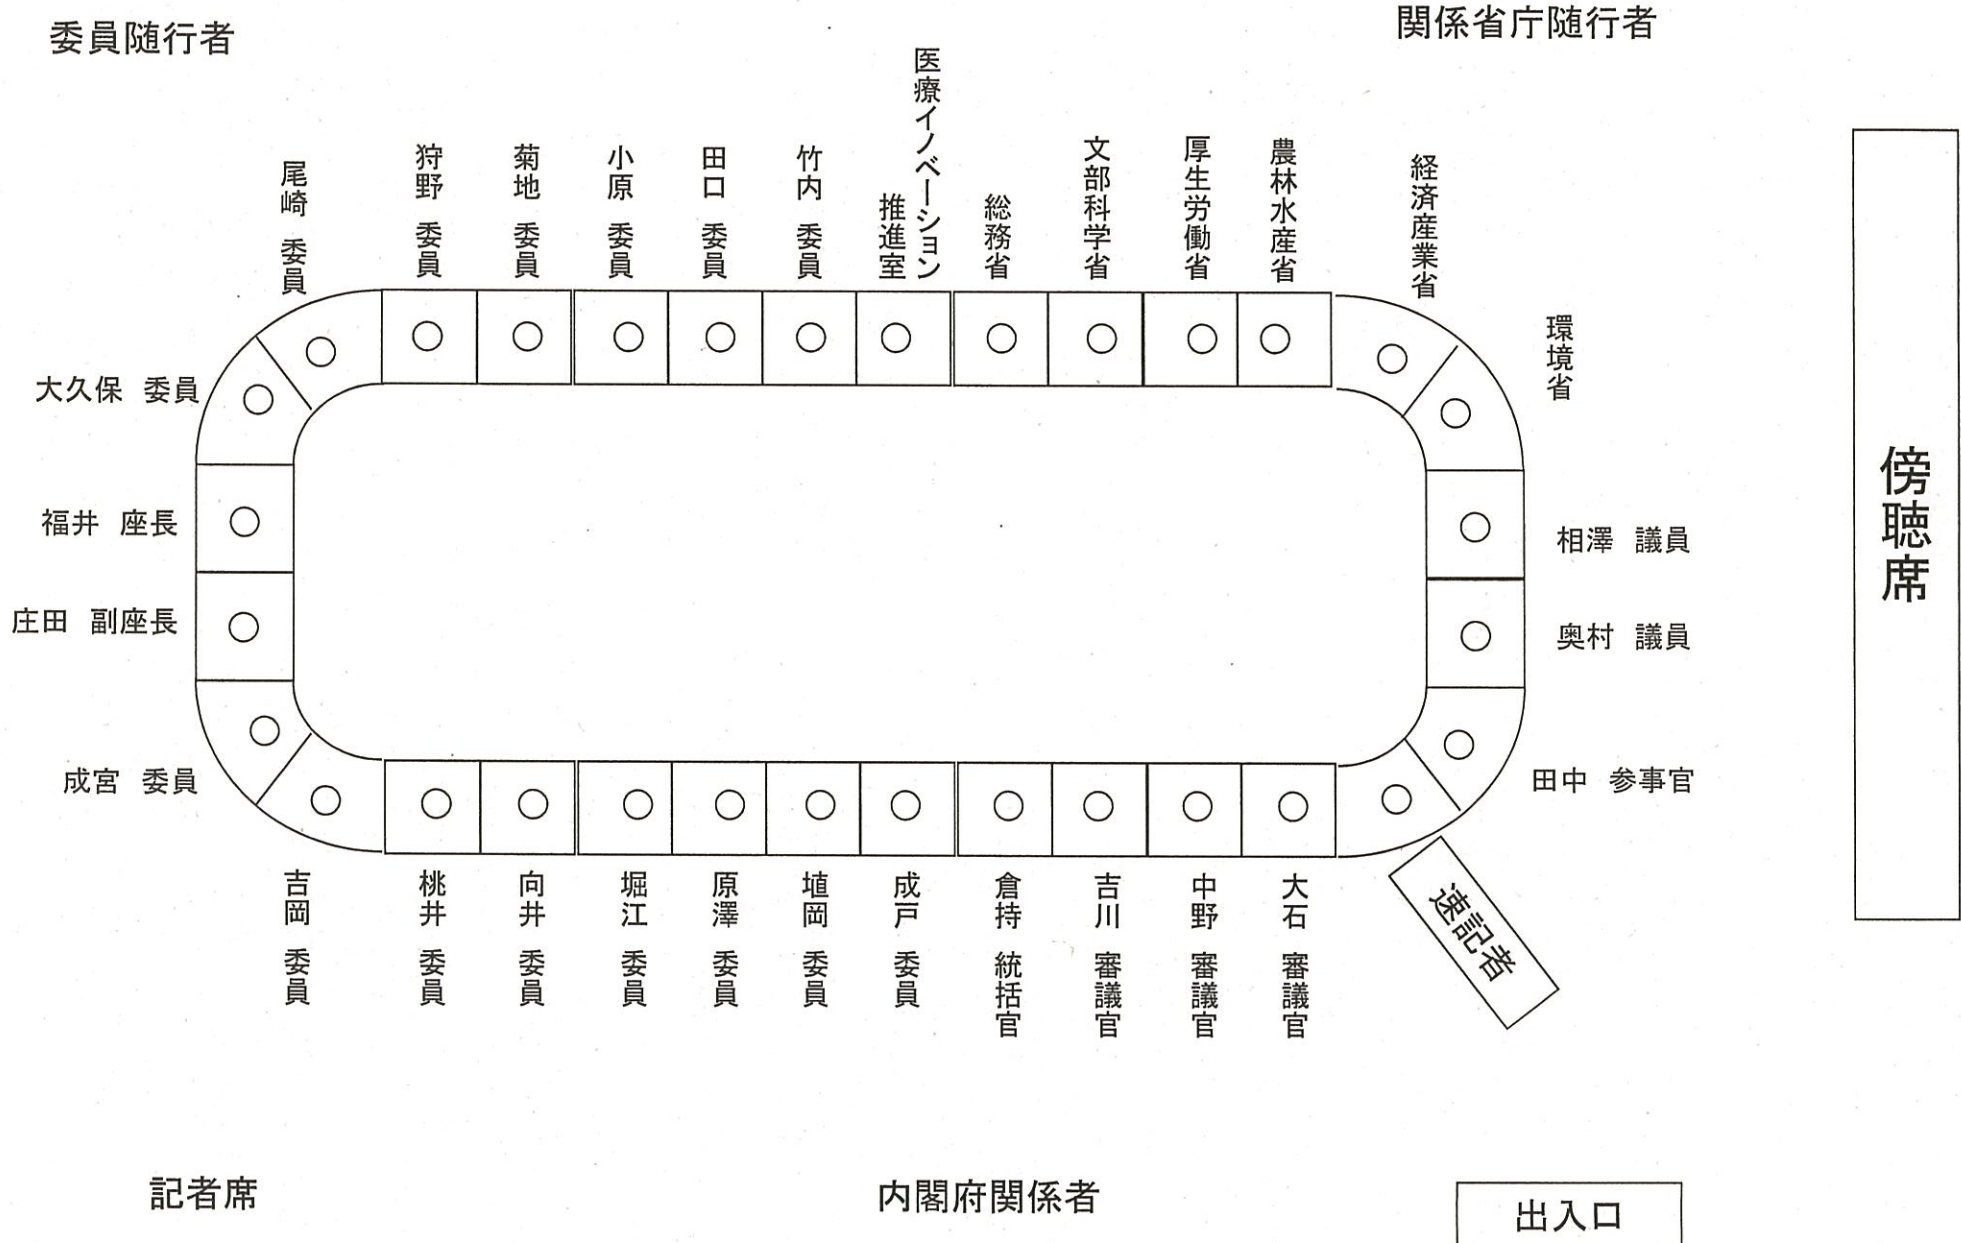 委員随行者
関係省庁随行者
尾崎 委員
狩野 委員
菊地 委員
小原 委員
田口 委員
竹内 委員
医療イノベーション
推進室
総務省
文部科学省
厚生労働省
農林水産省
経済産業省
環境省
大久保 委員
福井 座長
庄田 副座長
成宮 委員
相澤 議員
奥村 議員
田中 参事官
傍聴席
吉岡 委員
桃井 委員
向井 委員
堀江 委員
原澤 委員
埴岡 委員
成戸 委員
倉持 統括官
吉川 審議官
中野 審議官
大石 審議官
速記者
記者席
内閣府関係者
出入口